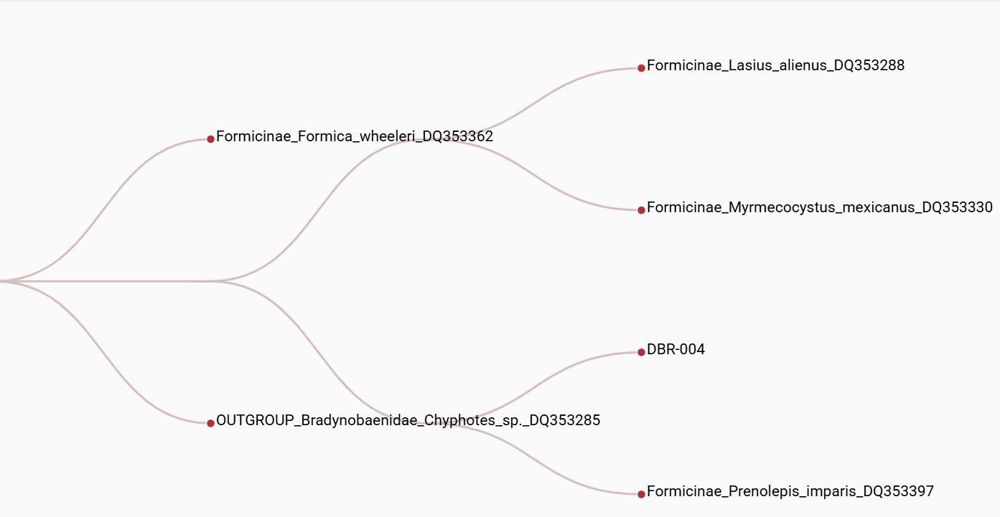 Formicinae_Lasius_alienus_DQ353288
Formicinae_Formica_wheeleri_DQ353362
Formicinae_Myrmecocystus_mexicanus_DQ353330
DBR-004
OUTGROUP_Bradynobaenidae_Chyphotes_sp._DQ353285
Formicinae_Prenolepis_imparis_DQ353397